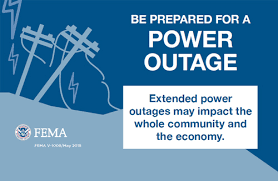 BE PREPARED FOR A
POWER
OUTAGE
Extended power
outages may impact the
whole community and
the economy.
FEMA